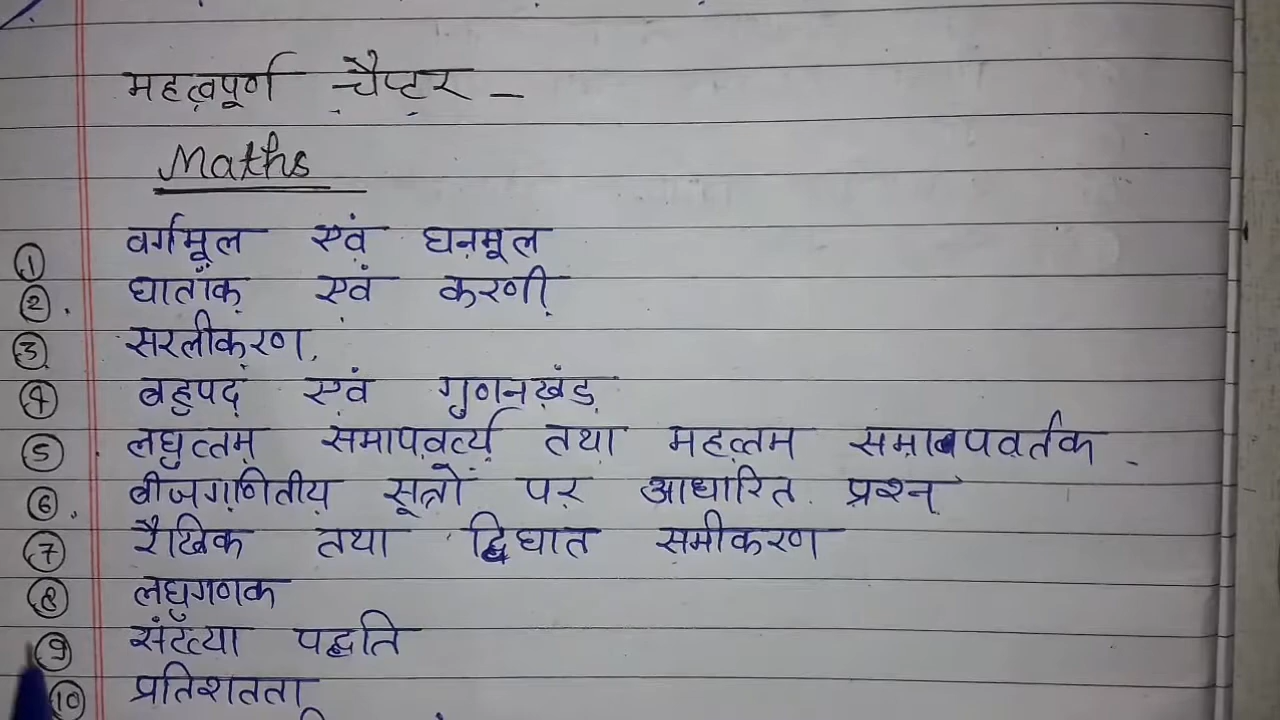 महत्वपूर्ण चैप्टर –
Maths
① वर्गमूल एवं घनमूल
②. घातांक एवं करणी
③ सरलीकरण.
④ बहुपद एवं गुणनखंड
⑤ लघुत्तम समापवर्त्य तथा महत्तम समापवर्तक -
⑥. बीजगणितीय सूत्रों पर आधारित प्रश्न
⑦ रैखिक तथा द्विघात समीकरण
⑧ लघुगणक
⑨ संख्या पद्धति
⑩ प्रतिशतता